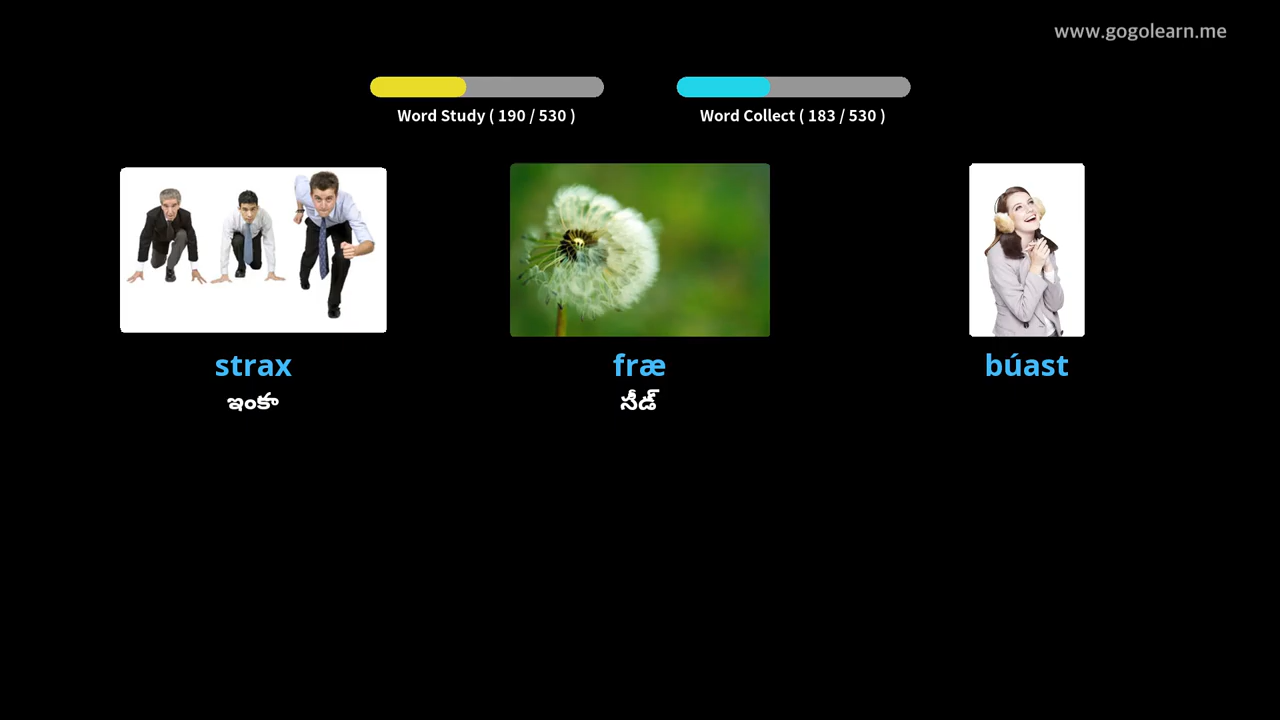 www.gogolearn.me
Word Study ( 190 / 530 )
Word Collect ( 183 / 530 )
strax
fræ
búast
ఇంకా
సీడ్